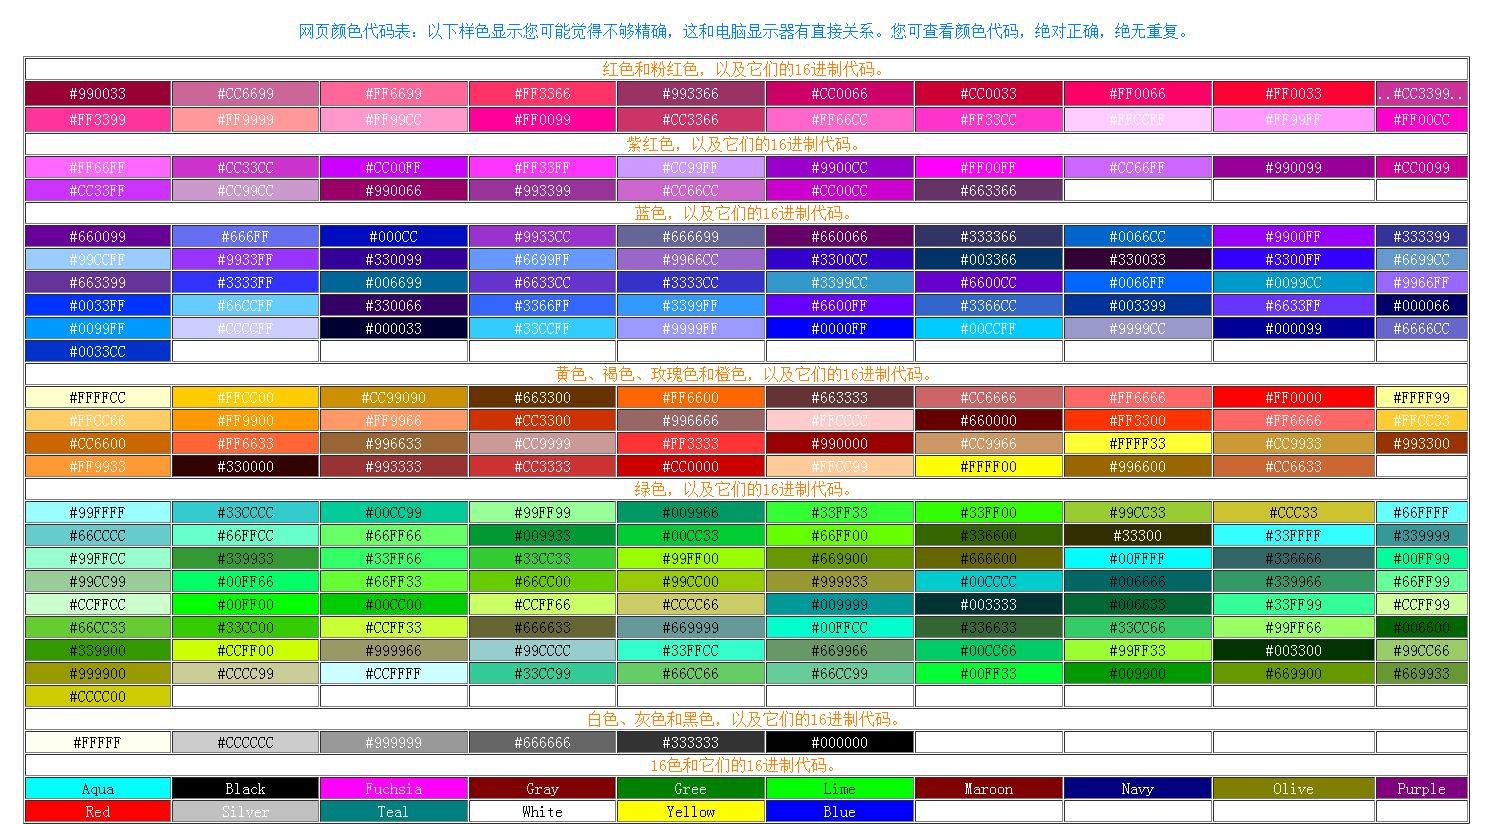 网页颜色代码表：以下样色显示您可能觉得不够精确，这和电脑显示器有直接关系。您可查看颜色代码，绝对正确，绝无重复。
红色和粉红色，以及它们的16进制代码。
#990033 #CC6699 #FF6699 #FF3366 #993366 #CC0066 #CC0033 #FF0066 #FF0033 ..#CC3399..
#FF3399 #FF9999 #FF99CC #FF0099 #CC3366 #FF66CC #FF33CC #FFCCFF #FF99FF #FF00CC
紫红色，以及它们的16进制代码。
#FF66FF #CC33CC #CC00FF #FF33FF #CC99FF #9900CC #FF00FF #CC66FF #990099 #CC0099
#CC33FF #CC99CC #990066 #993399 #CC66CC #CC00CC #663366
蓝色，以及它们的16进制代码。
#660099 #666FF #000CC #9933CC #666699 #660066 #333366 #0066CC #9900FF #333399
#99CCFF #9933FF #330099 #6699FF #9966CC #3300CC #003366 #330033 #3300FF #6699CC
#663399 #3333FF #006699 #6633CC #3333CC #3399CC #6600CC #0066FF #0099CC #9966FF
#0033FF #66CCFF #330066 #3366FF #3399FF #6600FF #3366CC #003399 #6633FF #000066
#0099FF #CCCCFF #000033 #33CCFF #9999FF #0000FF #00CCFF #9999CC #000099 #6666CC
#0033CC
黄色、褐色、玫瑰色和橙色，以及它们的16进制代码。
#FFFFCC #FFCC00 #CC99090 #663300 #FF6600 #663333 #CC6666 #FF6666 #FF0000 #FFFF99
#FFCC66 #FF9900 #FF9966 #CC3300 #996666 #FFCCCC #660000 #FF3300 #FF6666 #FFCC33
#CC6600 #FF6633 #996633 #CC9999 #FF3333 #990000 #CC9966 #FFFF33 #CC9933 #993300
#FF9933 #330000 #993333 #CC3333 #CC0000 #FFCC99 #FFFF00 #996600 #CC6633
绿色，以及它们的16进制代码。
#99FFFF #33CCCC #00CC99 #99FF99 #009966 #33FF33 #33FF00 #99CC33 #CCC33 #66FFFF
#66CCCC #66FFCC #66FF66 #009933 #00CC33 #66FF00 #336600 #33300 #33FFFF #339999
#99FFCC #339933 #33FF66 #33CC33 #99FF00 #669900 #666600 #00FFFF #336666 #00FF99
#99CC99 #00FF66 #66FF33 #66CC00 #99CC00 #999933 #00CCCC #006666 #339966 #66FF99
#CCFFCC #00FF00 #00CC00 #CCFF66 #CCCC66 #009999 #003333 #006633 #33FF99 #CCFF99
#66CC33 #33CC00 #CCFF33 #666633 #669999 #00FFCC #336633 #33CC66 #99FF66 #006600
#339900 #CCFF00 #999966 #99CCCC #33FFCC #669966 #00CC66 #99FF33 #003300 #99CC66
#999900 #CCCC99 #CCFFFF #33CC99 #66CC66 #66CC99 #00FF33 #009900 #669900 #669933
#CCCC00
白色、灰色和黑色，以及它们的16进制代码。
#FFFFF #CCCCCC #999999 #666666 #333333 #000000
16色和它们的16进制代码。
Aqua Black Fuchsia Gray Gree Lime Maroon Navy Olive Purple
Red Silver Teal White Yellow Blue